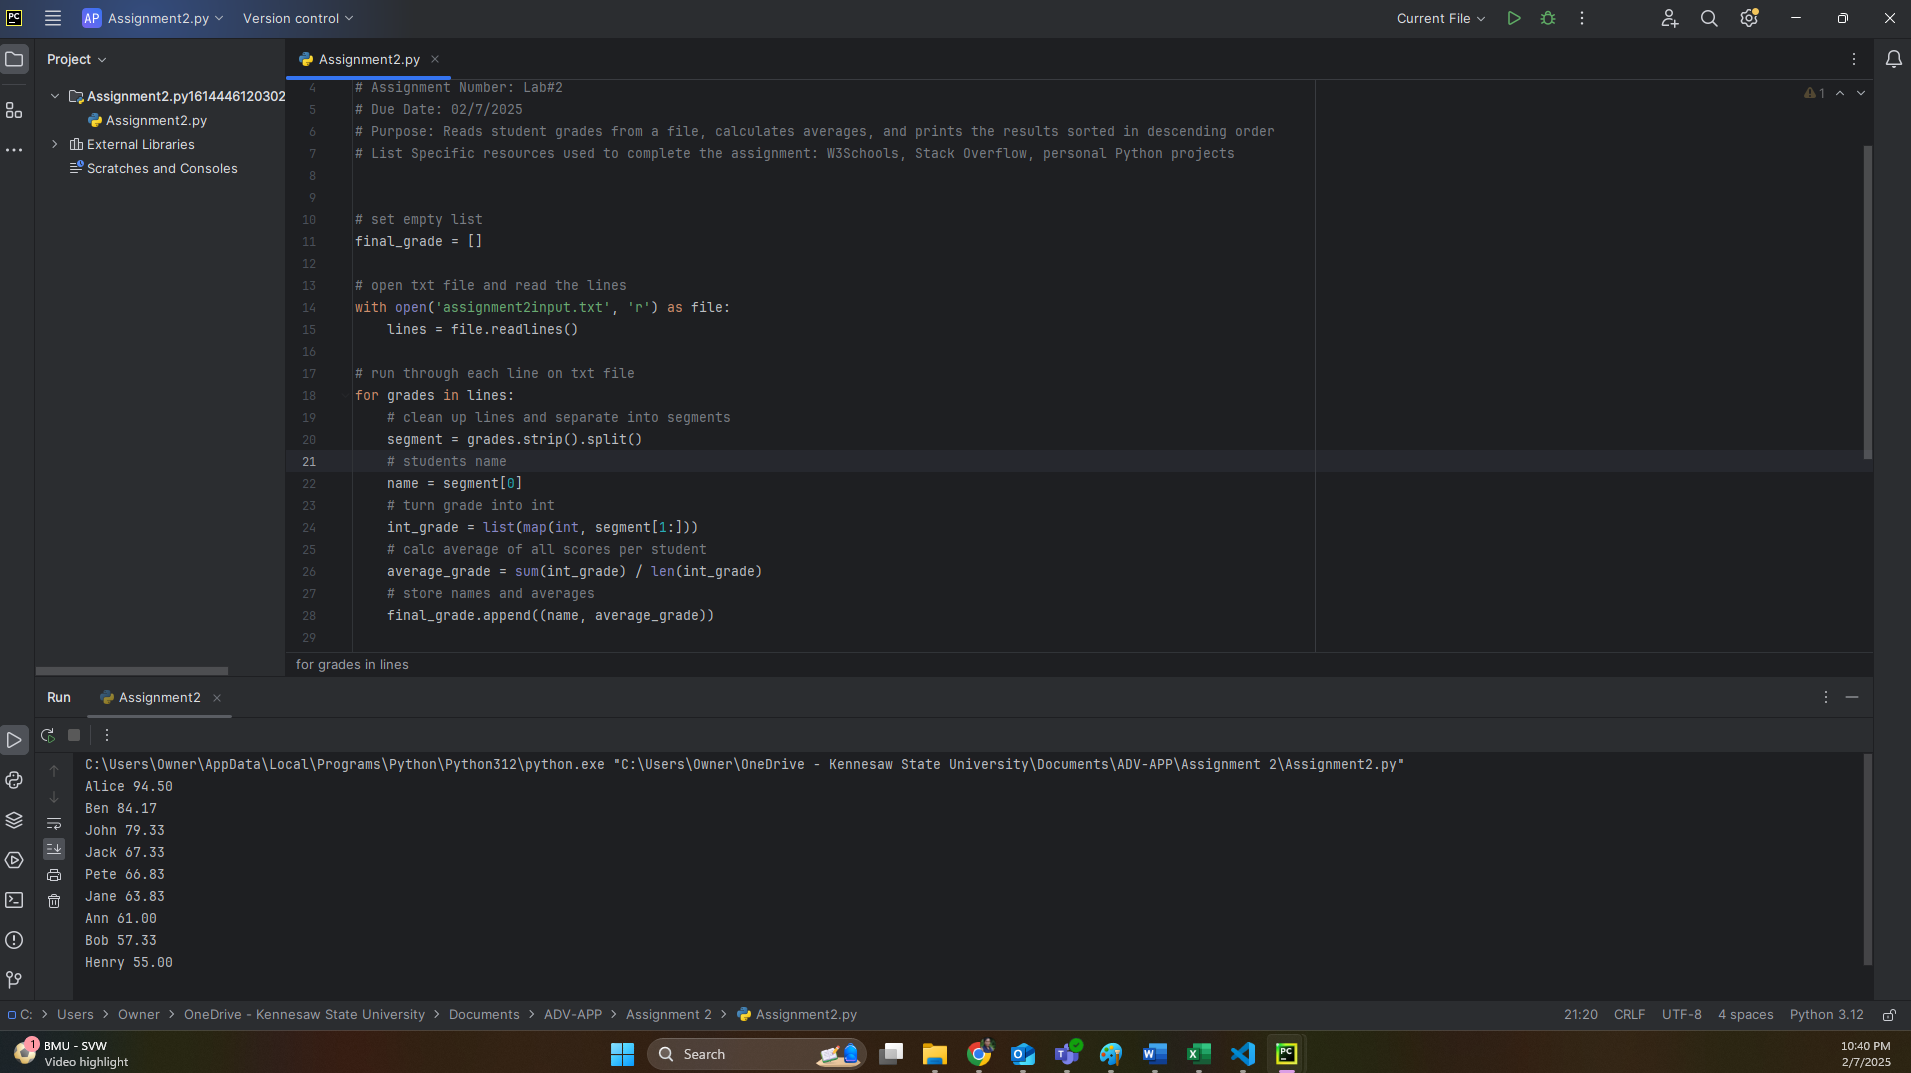 PC
AP Assignment2.py
Version control
Current File
Project
Assignment2.py
Assignment2.py1614446120302
Assignment2.py
External Libraries
Scratches and Consoles
1
4 # Assignment Number: Lab#2
5 # Due Date: 02/7/2025
6 # Purpose: Reads student grades from a file, calculates averages, and prints the results sorted in descending order
7 # List Specific resources used to complete the assignment: W3Schools, Stack Overflow, personal Python projects
8
9
10 # set empty list
11 final_grade = []
12
13 # open txt file and read the lines
14 with open('assignment2input.txt', 'r') as file:
15 lines = file.readlines()
16
17 # run through each line on txt file
18 for grades in lines:
19 # clean up lines and separate into segments
20 segment = grades.strip().split()
21 # students name
22 name = segment[0]
23 # turn grade into int
24 int_grade = list(map(int, segment[1:]))
25 # calc average of all scores per student
26 average_grade = sum(int_grade) / len(int_grade)
27 # store names and averages
28 final_grade.append((name, average_grade))
29
for grades in lines
Run
Assignment2
C:\Users\Owner\AppData\Local\Programs\Python\Python312\python.exe "C:\Users\Owner\OneDrive - Kennesaw State University\Documents\ADV-APP\Assignment 2\Assignment2.py"
Alice 94.50
Ben 84.17
John 79.33
Jack 67.33
Pete 66.83
Jane 63.83
Ann 61.00
Bob 57.33
Henry 55.00
C: > Users > Owner > OneDrive - Kennesaw State University > Documents > ADV-APP > Assignment 2 > Assignment2.py
21:20 CRLF UTF-8 4 spaces Python 3.12
1
BMU - SVW
Video highlight
Search
PC
10:40 PM
2/7/2025